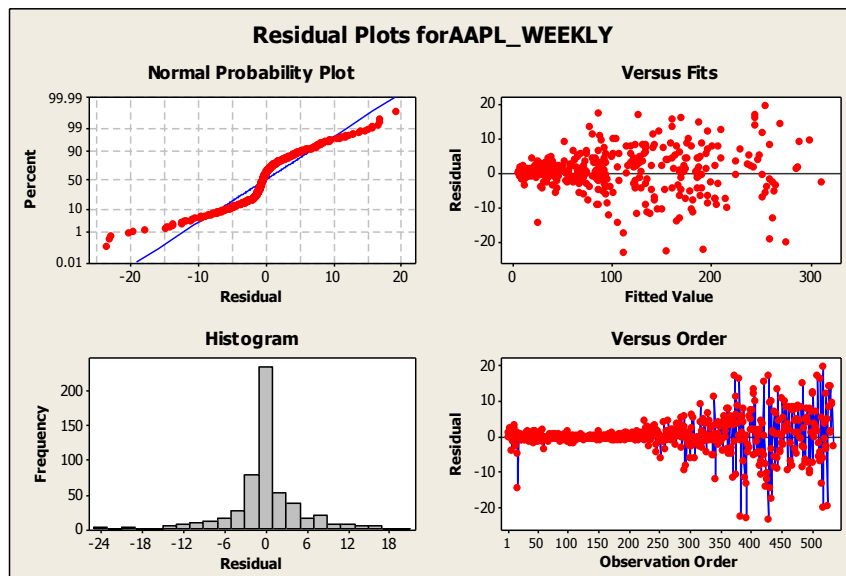 Residual Plots forAAPL_WEEKLY
Normal Probability Plot
Percent
99.99
99
90
50
10
1
0.01
-20 -10 0 10 20
Residual
Versus Fits
Residual
20
10
0
-10
-20
0 100 200 300
Fitted Value
Histogram
Frequency
200
150
100
50
0
-24 -18 -12 -6 0 6 12 18
Residual
Versus Order
Residual
20
10
0
-10
-20
1 50 100 150 200 250 300 350 400 450 500
Observation Order